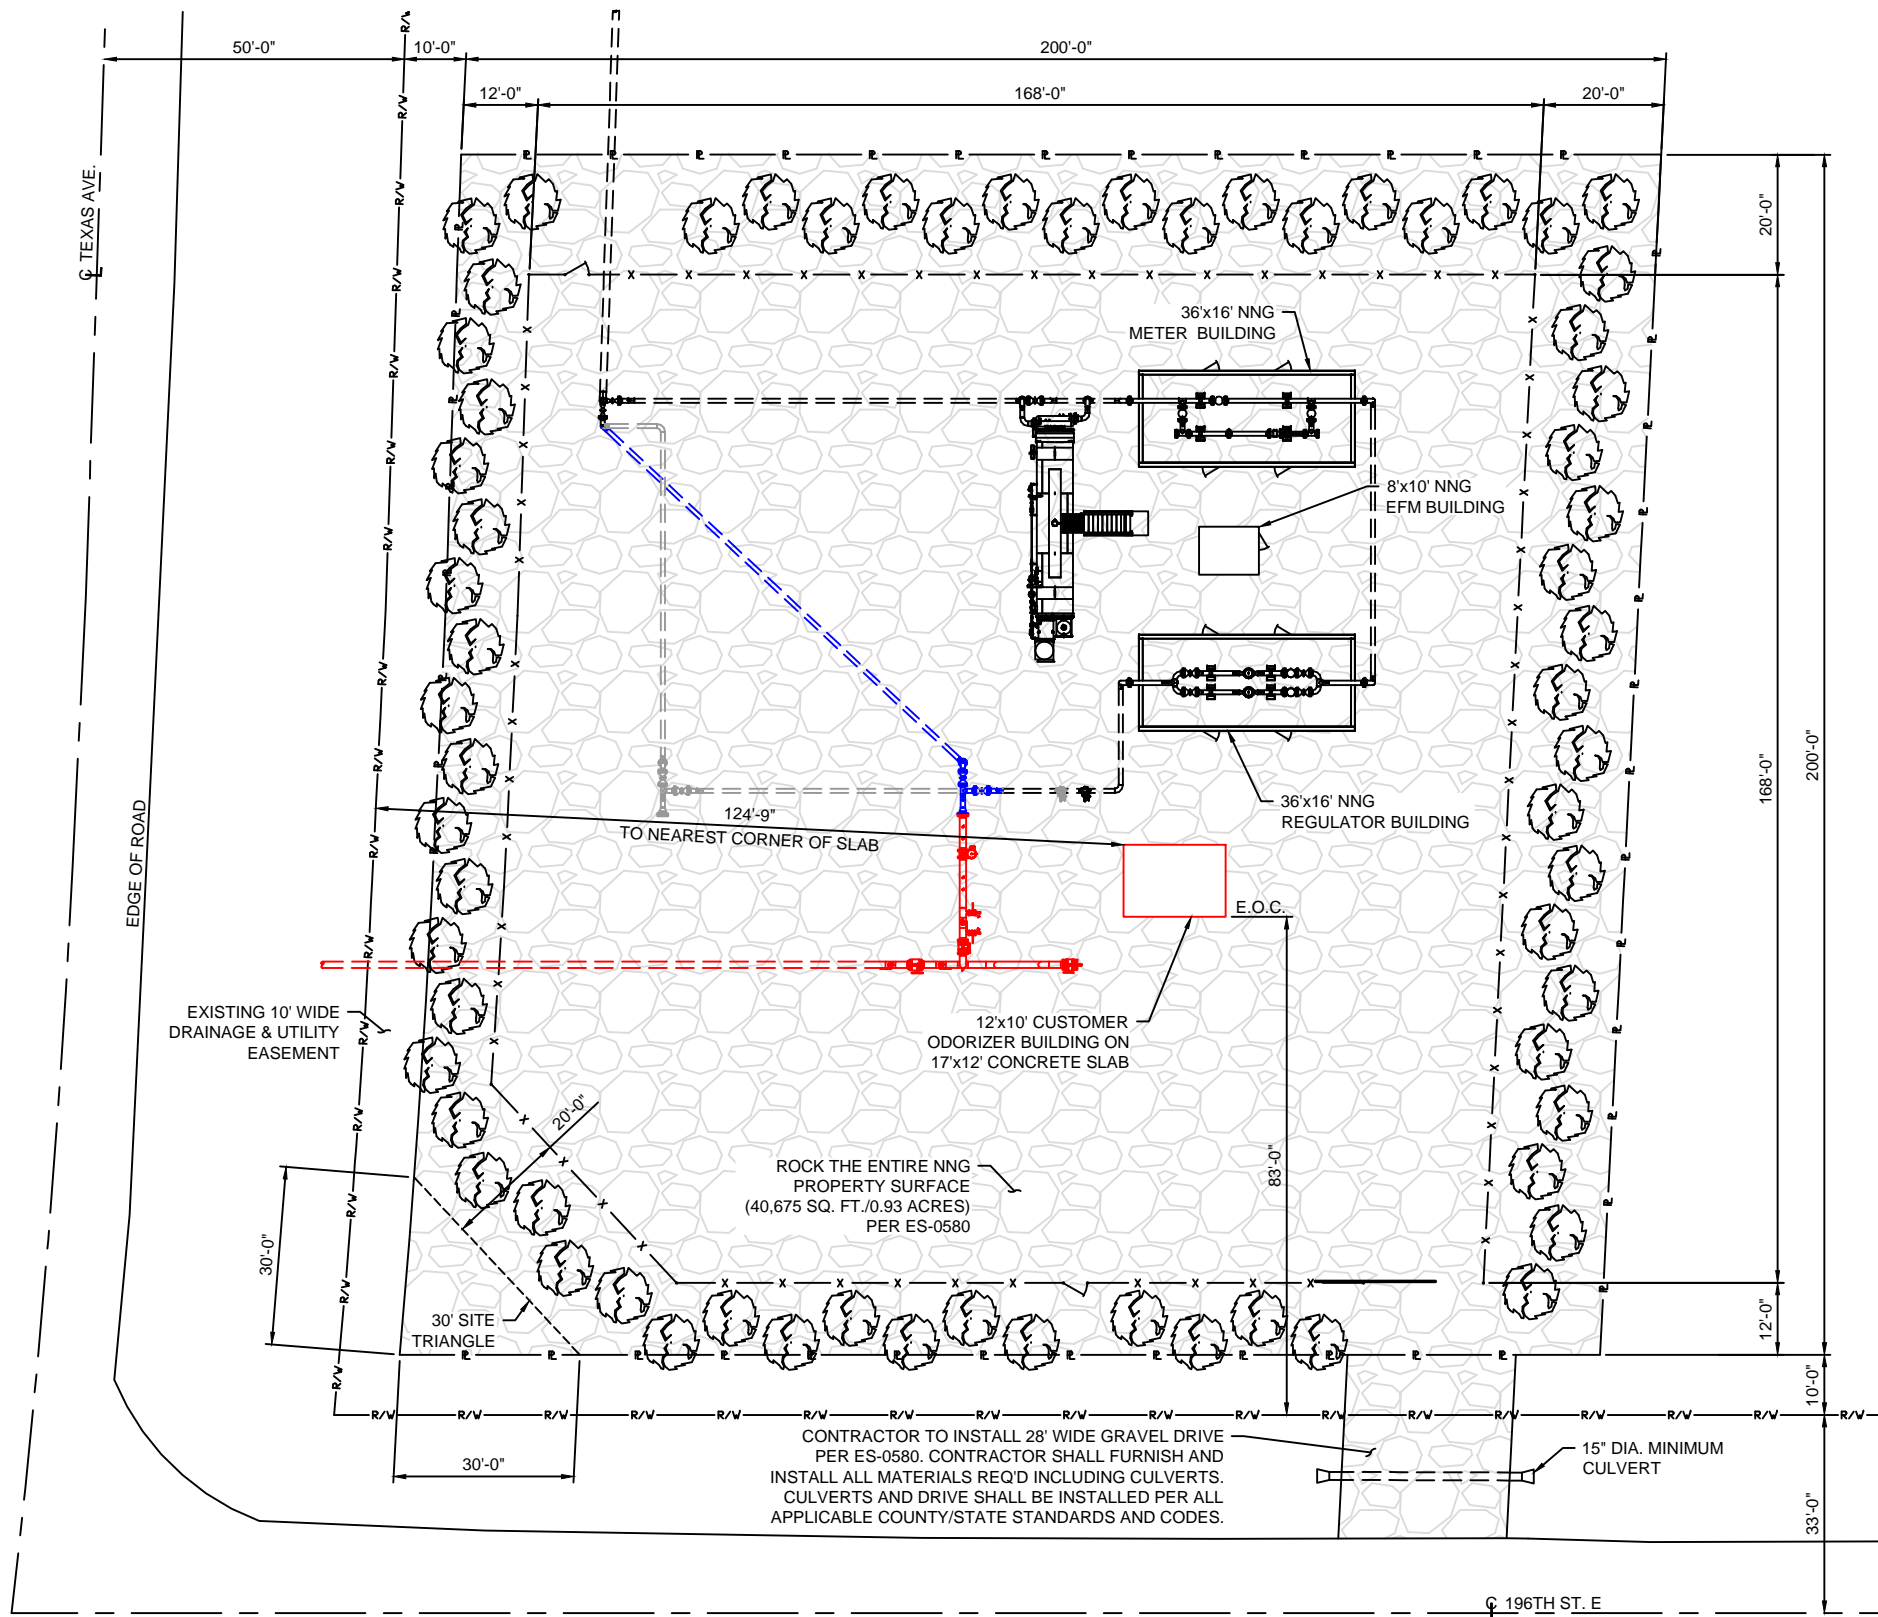 50'-0"
10'-0"
200'-0"
12'-0"
168'-0"
20'-0"
R/W
℄ TEXAS AVE.
20'-0"
36'x16' NNG
METER BUILDING
8'x10' NNG
EFM BUILDING
200'-0"
168'-0"
36'x16' NNG
REGULATOR BUILDING
124'-9"
TO NEAREST CORNER OF SLAB
EDGE OF ROAD
E.O.C.
EXISTING 10' WIDE
DRAINAGE & UTILITY
EASEMENT
12'x10' CUSTOMER
ODORIZER BUILDING ON
17'x12' CONCRETE SLAB
20'-0"
83'-0"
ROCK THE ENTIRE NNG
PROPERTY SURFACE
(40,675 SQ. FT./0.93 ACRES)
PER ES-0580
30'-0"
30' SITE
TRIANGLE
12'-0"
10'-0"
R/W R/W R/W R/W R/W R/W R/W R/W R/W R/W R/W R/W R/W R/W R/W R/W R/W R/W
30'-0"
CONTRACTOR TO INSTALL 28' WIDE GRAVEL DRIVE
PER ES-0580. CONTRACTOR SHALL FURNISH AND
INSTALL ALL MATERIALS REQ'D INCLUDING CULVERTS.
CULVERTS AND DRIVE SHALL BE INSTALLED PER ALL
APPLICABLE COUNTY/STATE STANDARDS AND CODES.
15" DIA. MINIMUM
CULVERT
33'-0"
℄ 196TH ST. E